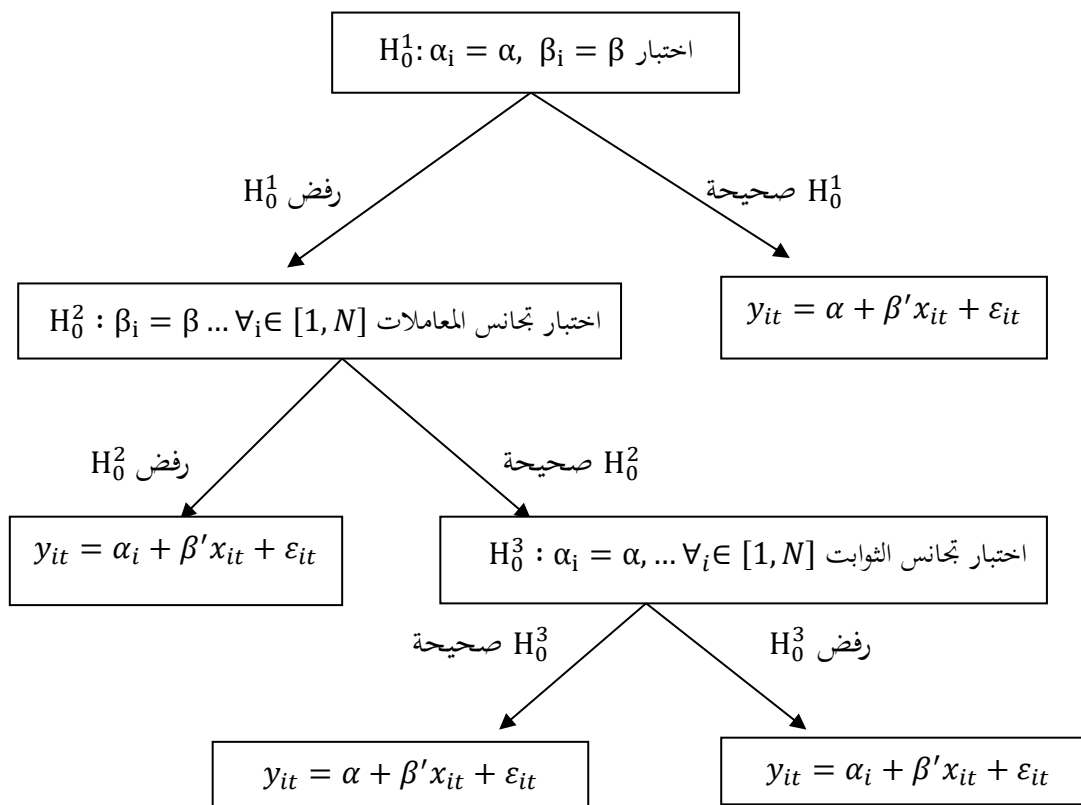 اختبار H₀¹: αᵢ = α, βᵢ = β
رفض H₀¹
H₀¹ صحيحة
اختبار تجانس المعاملات H₀² : βᵢ = β … ∀ᵢ∈ [1, N]
yᵢₜ = α + β′xᵢₜ + εᵢₜ
رفض H₀²
H₀² صحيحة
yᵢₜ = αᵢ + β′xᵢₜ + εᵢₜ
اختبار تجانس الثوابت H₀³ : αᵢ = α, … ∀ᵢ∈ [1, N]
H₀³ صحيحة
رفض H₀³
yᵢₜ = α + β′xᵢₜ + εᵢₜ
yᵢₜ = αᵢ + β′xᵢₜ + εᵢₜ